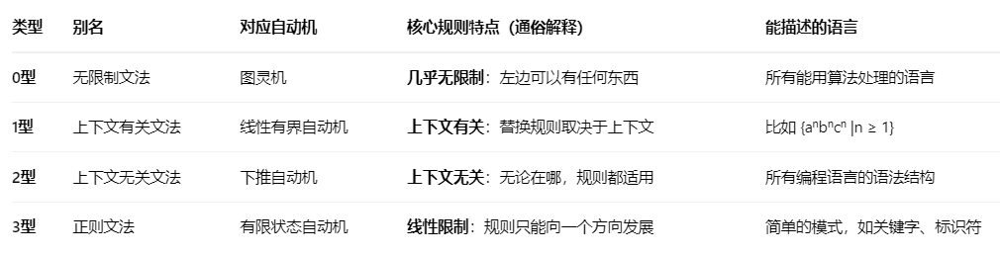 类型 别名 对应自动机 核心规则特点（通俗解释） 能描述的语言
0型 无限制文法 图灵机 几乎无限制：左边可以有任何东西 所有能用算法处理的语言
1型 上下文有关文法 线性有界自动机 上下文有关：替换规则取决于上下文 比如 {aⁿbⁿcⁿ |n ≥ 1}
2型 上下文无关文法 下推自动机 上下文无关：无论在哪，规则都适用 所有编程语言的语法结构
3型 正则文法 有限状态自动机 线性限制：规则只能向一个方向发展 简单的模式，如关键字、标识符